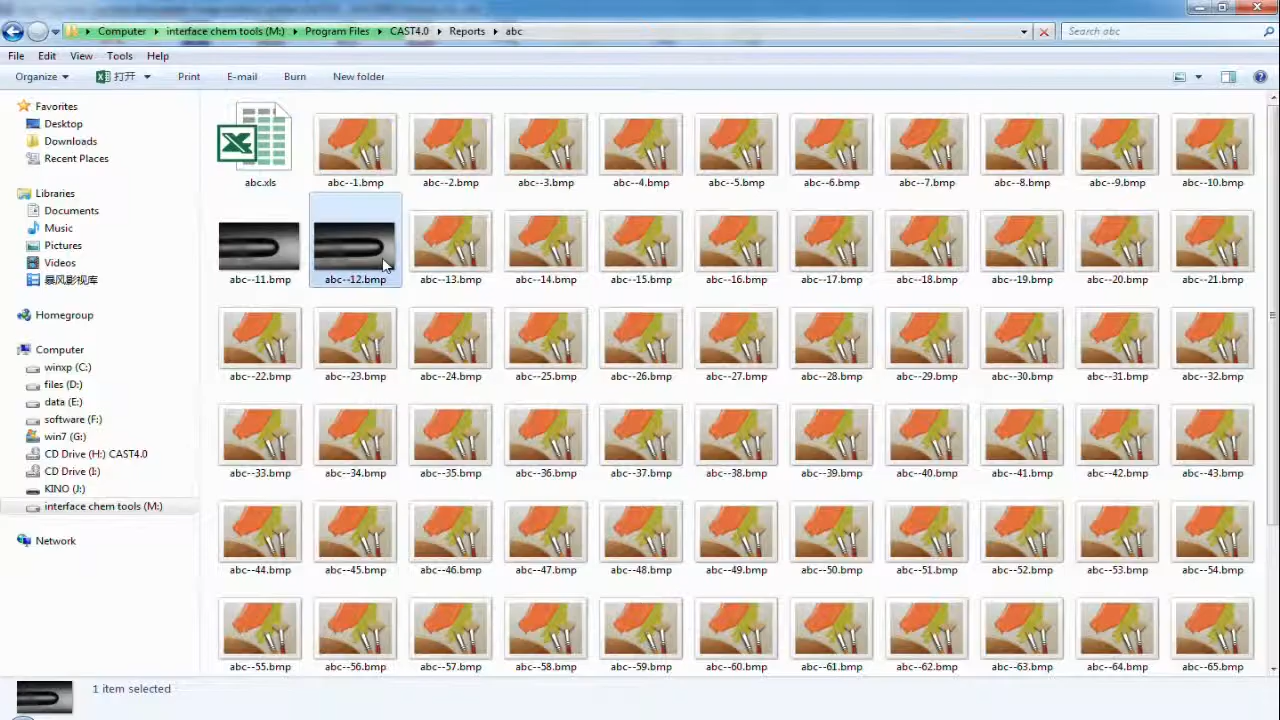 Computer interface chem tools (M:) Program Files CAST4.0 Reports abc Search abc
File Edit View Tools Help
Organize 打开 Print E-mail Burn New folder
Favorites
Desktop
Downloads
Recent Places
Libraries
Documents
Music
Pictures
Videos
暴风影视库
Homegroup
Computer
winxp (C:)
files (D:)
data (E:)
software (F:)
win7 (G:)
CD Drive (H:) CAST4.0
CD Drive (I:)
KINO (J:)
interface chem tools (M:)
Network
abc.xls abc--1.bmp abc--2.bmp abc--3.bmp abc--4.bmp abc--5.bmp abc--6.bmp abc--7.bmp abc--8.bmp abc--9.bmp abc--10.bmp
abc--11.bmp abc--12.bmp abc--13.bmp abc--14.bmp abc--15.bmp abc--16.bmp abc--17.bmp abc--18.bmp abc--19.bmp abc--20.bmp abc--21.bmp
abc--22.bmp abc--23.bmp abc--24.bmp abc--25.bmp abc--26.bmp abc--27.bmp abc--28.bmp abc--29.bmp abc--30.bmp abc--31.bmp abc--32.bmp
abc--33.bmp abc--34.bmp abc--35.bmp abc--36.bmp abc--37.bmp abc--38.bmp abc--39.bmp abc--40.bmp abc--41.bmp abc--42.bmp abc--43.bmp
abc--44.bmp abc--45.bmp abc--46.bmp abc--47.bmp abc--48.bmp abc--49.bmp abc--50.bmp abc--51.bmp abc--52.bmp abc--53.bmp abc--54.bmp
abc--55.bmp abc--56.bmp abc--57.bmp abc--58.bmp abc--59.bmp abc--60.bmp abc--61.bmp abc--62.bmp abc--63.bmp abc--64.bmp abc--65.bmp
1 item selected